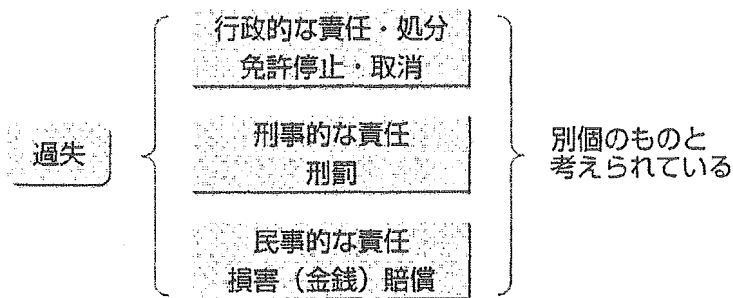 過失
行政的な責任・処分
免許停止・取消
刑事的な責任
刑罰
民事的な責任
損害（金銭）賠償
別個のものと
考えられている